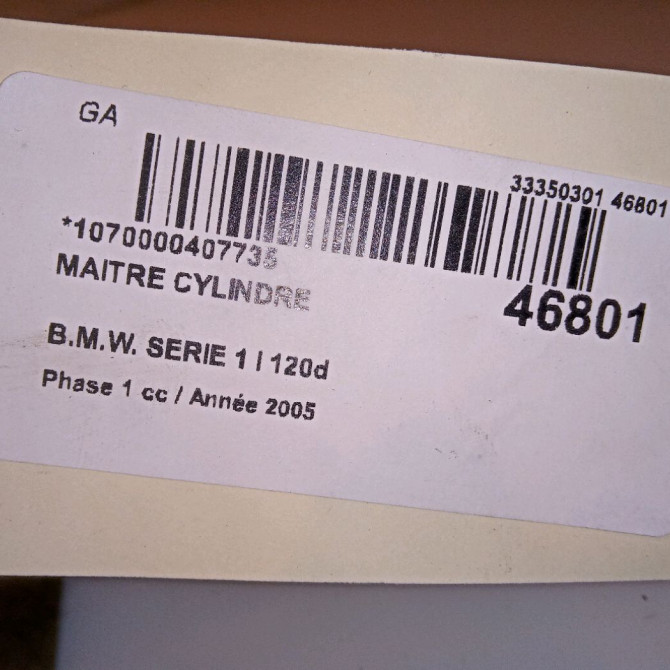 GA
33350301 46801
*1070000407735
MAITRE CYLINDRE
46801
B.M.W. SERIE 1 I 120d
Phase 1 cc / Année 2005